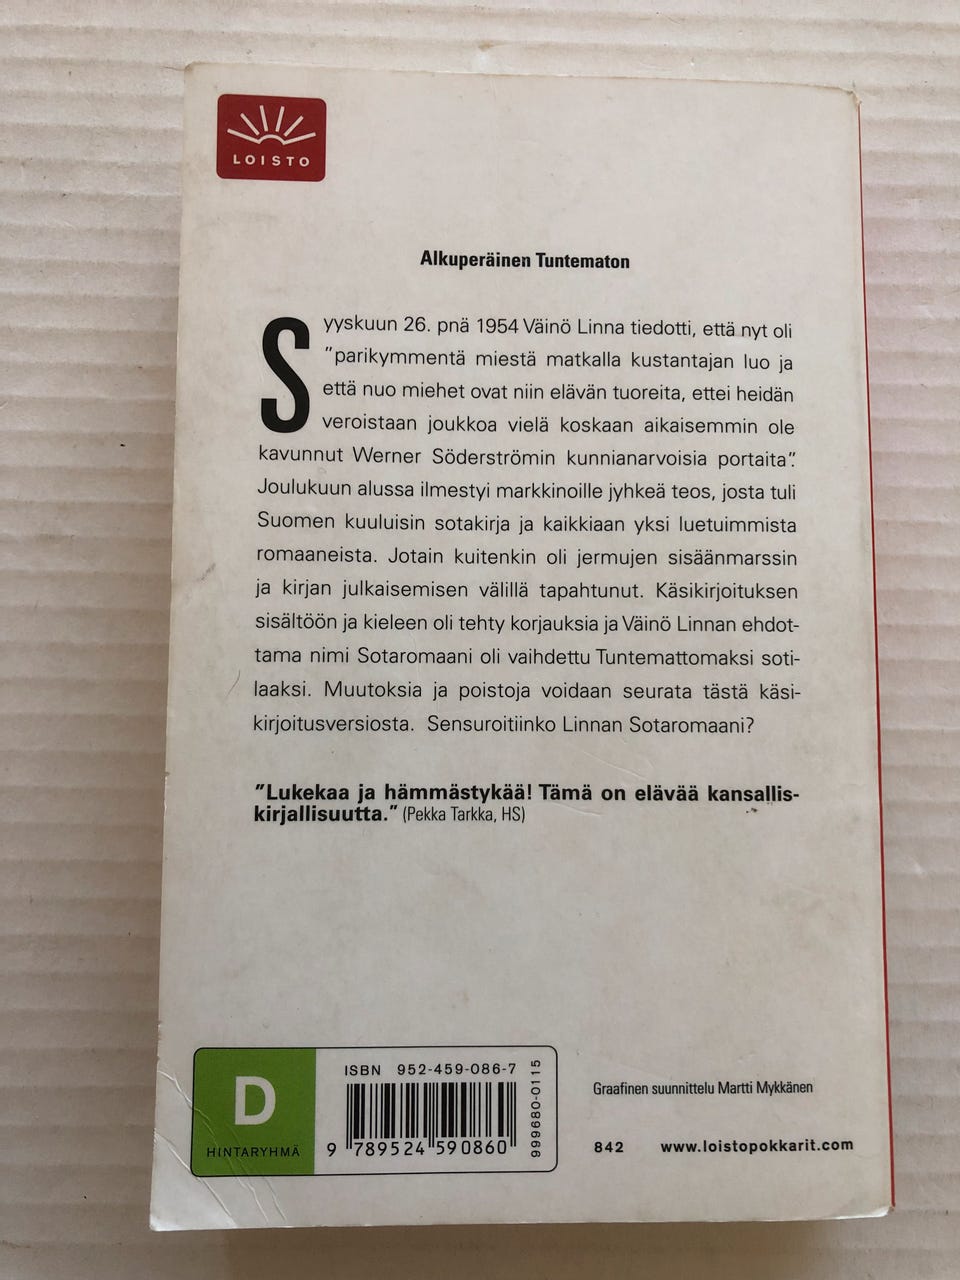 LOISTO
Alkuperäinen Tuntematon
Syyskuun 26. pnä 1954 Väinö Linna tiedotti, että nyt oli
"parikymmentä miestä matkalla kustantajan luo ja
että nuo miehet ovat niin elävän tuoreita, ettei heidän
veroistaan joukkoa vielä koskaan aikaisemmin ole
kavunnut Werner Söderströmin kunnianarvoisia portaita".
Joulukuun alussa ilmestyi markkinoille jyhkeä teos, josta tuli
Suomen kuuluisin sotakirja ja kaikkiaan yksi luetuimmista
romaaneista. Jotain kuitenkin oli jermujen sisäänmarssin
ja kirjan julkaisemisen välillä tapahtunut. Käsikirjoituksen
sisältöön ja kieleen oli tehty korjauksia ja Väinö Linnan ehdot-
tama nimi Sotaromaani oli vaihdettu Tuntemattomaksi soti-
laaksi. Muutoksia ja poistoja voidaan seurata tästä käsi-
kirjoitusversiosta. Sensuroitiinko Linnan Sotaromaani?
"Lukekaa ja hämmästykää! Tämä on elävää kansallis-
kirjallisuutta." (Pekka Tarkka, HS)
D
HINTARYHMÄ
ISBN 952-459-086-7
9 789524 590860
999680-0115
Graafinen suunnittelu Martti Mykkänen
842 www.loistopokkarit.com